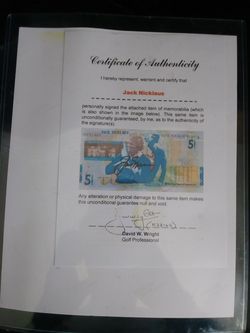 Certificate of Authenticity
I hereby represent warrant and certify that
Jack Nicklaus
personally signed the attached item of memorabilia (which
is also shown in the image below). This same item is
unconditionally guaranteed, by me, as to the authenticity of
the signature(s).
5
£5
Any alteration or physical damage to this same item makes
this unconditional guarantee null and void.
David W. Wright
Golf Professional